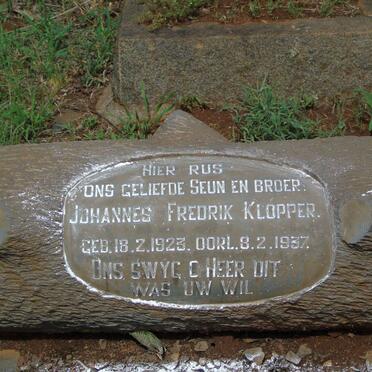 HIER RUS
ONS GELIEFDE SEUN EN BROER.
JOHANNES FREDRIK KLOPPER.
GEB. 18.2.1923. OORL. 8.2.1937.
ONS SWYG O HEER DIT
WAS UW WIL